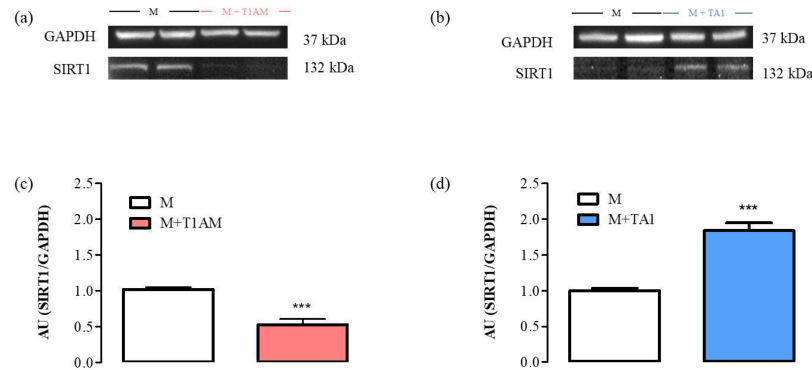 (a)
M M + T1AM
GAPDH 37 kDa
SIRT1 132 kDa
(b)
M M + TA1
GAPDH 37 kDa
SIRT1 132 kDa
(c)
AU (SIRT1/GAPDH)
2.5
2.0
1.5
1.0
0.5
0.0
M
M+T1AM
***
(d)
AU (SIRT1/GAPDH)
2.5
2.0
1.5
1.0
0.5
0.0
M
M+TA1
***